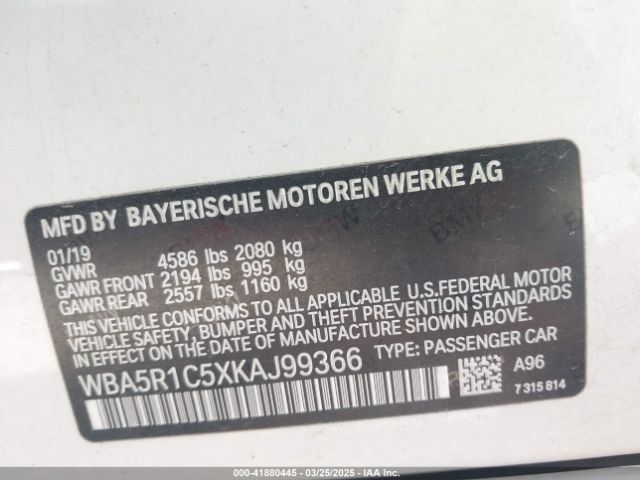 MFD BY BAYERISCHE MOTOREN WERKE AG
01/19
GVWR 4586 lbs 2080 kg
GAWR FRONT 2194 lbs 995 kg
GAWR REAR 2557 lbs 1160 kg
THIS VEHICLE CONFORMS TO ALL APPLICABLE U.S.FEDERAL MOTOR
VEHICLE SAFETY, BUMPER AND THEFT PREVENTION STANDARDS
IN EFFECT ON THE DATE OF MANUFACTURE SHOWN ABOVE.
WBA5R1C5XKAJ99366 TYPE: PASSENGER CAR
A96
7 315 814
000-41880445 - 03/25/2025 - IAA Inc.